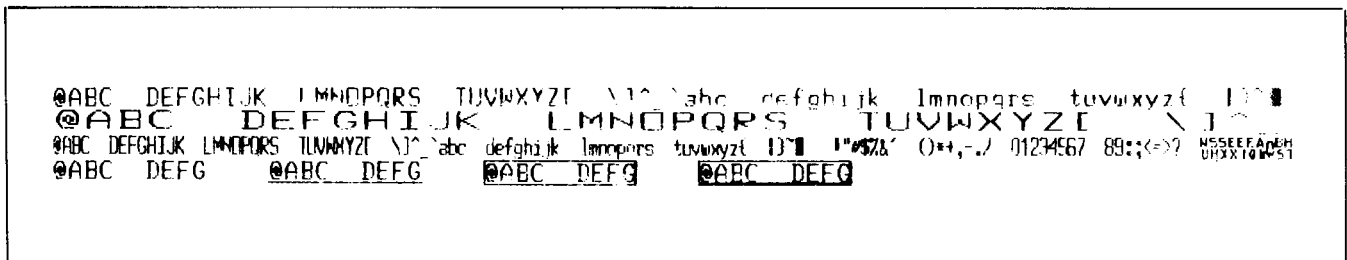 @ABC DEFGHIJK LMNOPQRS TUVWXYZ[ \]^_`abc defghijk lmnopqrs tuvwxyz{ |}~█
@ABC DEFGHIJK LMNOPQRS TUVWXYZ[ \]^_
@ABC DEFGHIJK LMNOPQRS TUVWXYZ[ \]^_`abc defghijk lmnopqrs tuvwxyz{ |}~█ !"#$%&' ()*+,-./ 01234567 89:;<=>?
@ABC DEFG @ABC DEFG @ABC DEFG @ABC DEFG